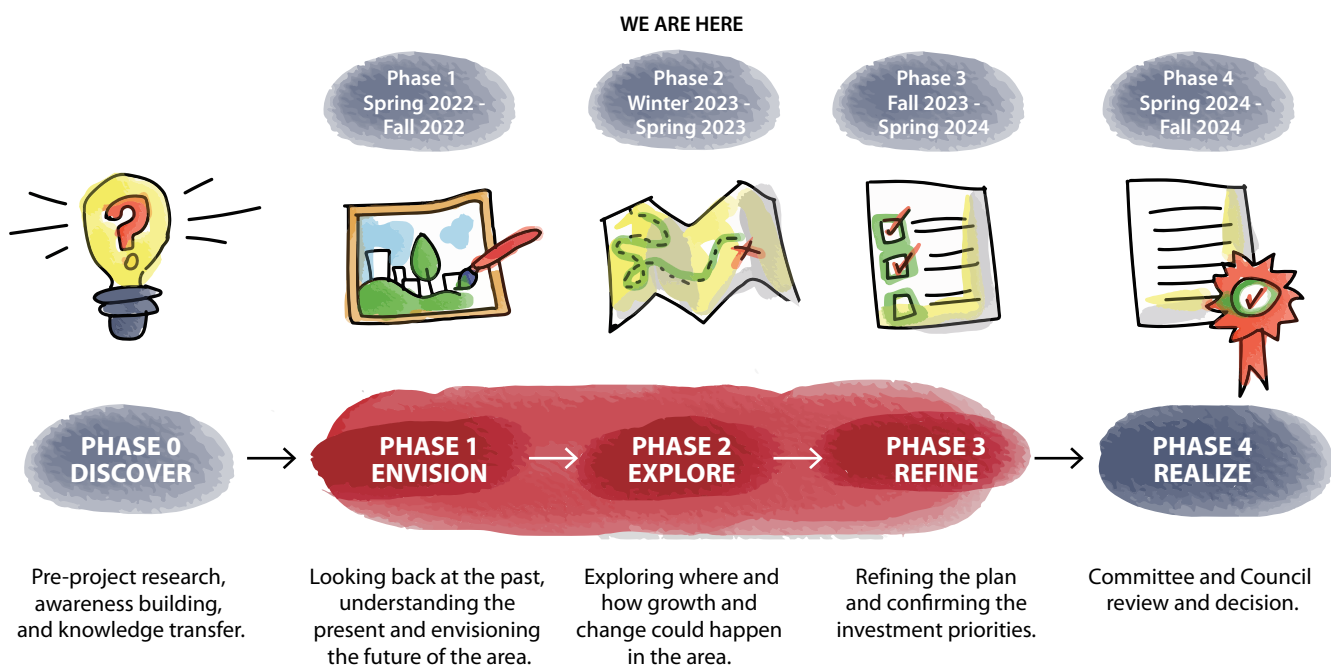 WE ARE HERE
Phase 1
Spring 2022 -
Fall 2022
Phase 2
Winter 2023 -
Spring 2023
Phase 3
Fall 2023 -
Spring 2024
Phase 4
Spring 2024 -
Fall 2024
?
PHASE 0
DISCOVER
PHASE 1
ENVISION
PHASE 2
EXPLORE
PHASE 3
REFINE
PHASE 4
REALIZE
Pre-project research,
awareness building,
and knowledge transfer.
Looking back at the past,
understanding the
present and envisioning
the future of the area.
Exploring where and
how growth and
change could happen
in the area.
Refining the plan
and confirming the
investment priorities.
Committee and Council
review and decision.